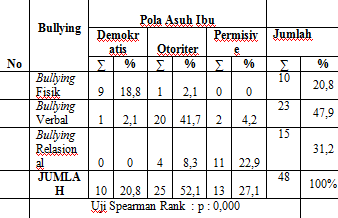 Pola Asuh Ibu
No Bullying Demokr Otoriter Permisiv Jumlah
atis e
∑ % ∑ % ∑ % ∑ %
Bullying 10 20,8
Fisik 9 18,8 1 2,1 0 0
Bullying 23 47,9
Verbal 1 2,1 20 41,7 2 4,2
Bullying 15 31,2
Relasion
al 0 0 4 8,3 11 22,9
JUMLA 48 100%
H 10 20,8 25 52,1 13 27,1
Uji Spearman Rank : p : 0,000